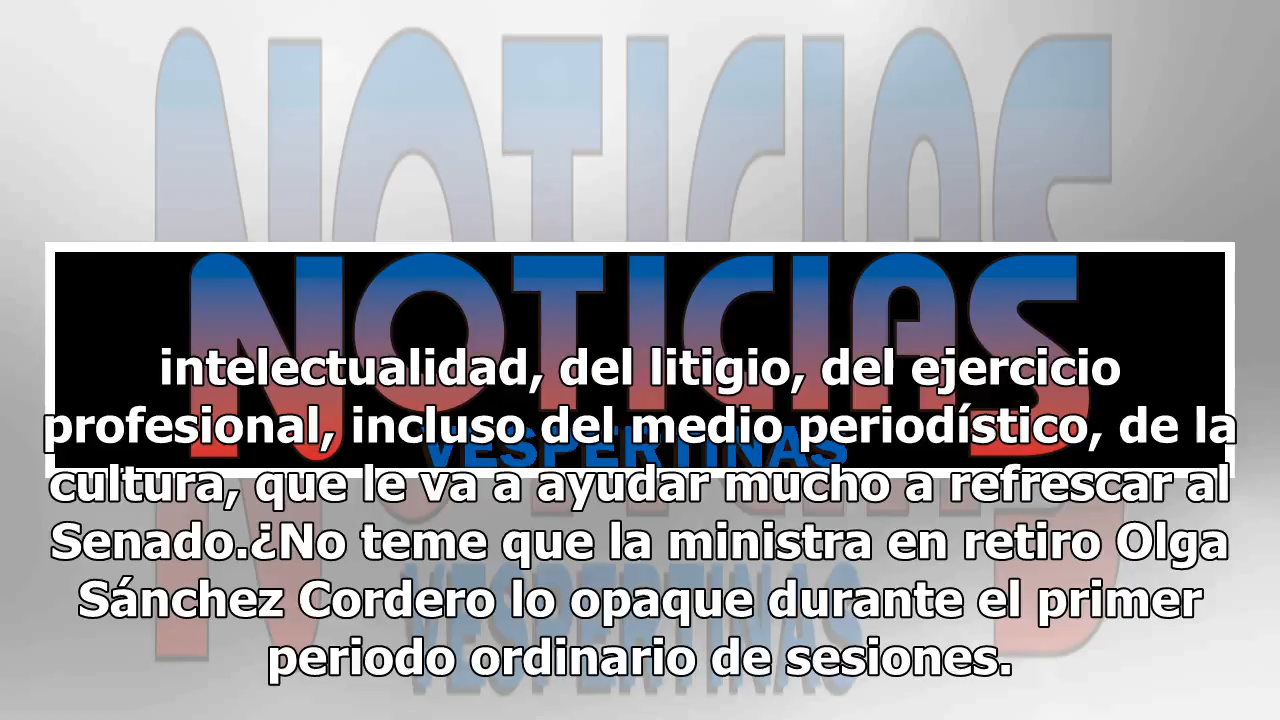 NOTICIAS
NOTICIAS
VESPERTINAS
intelectualidad, del litigio, del ejercicio
profesional, incluso del medio periodístico, de la
cultura, que le va a ayudar mucho a refrescar al
Senado.¿No teme que la ministra en retiro Olga
Sánchez Cordero lo opaque durante el primer
periodo ordinario de sesiones.
VESPERTINAS